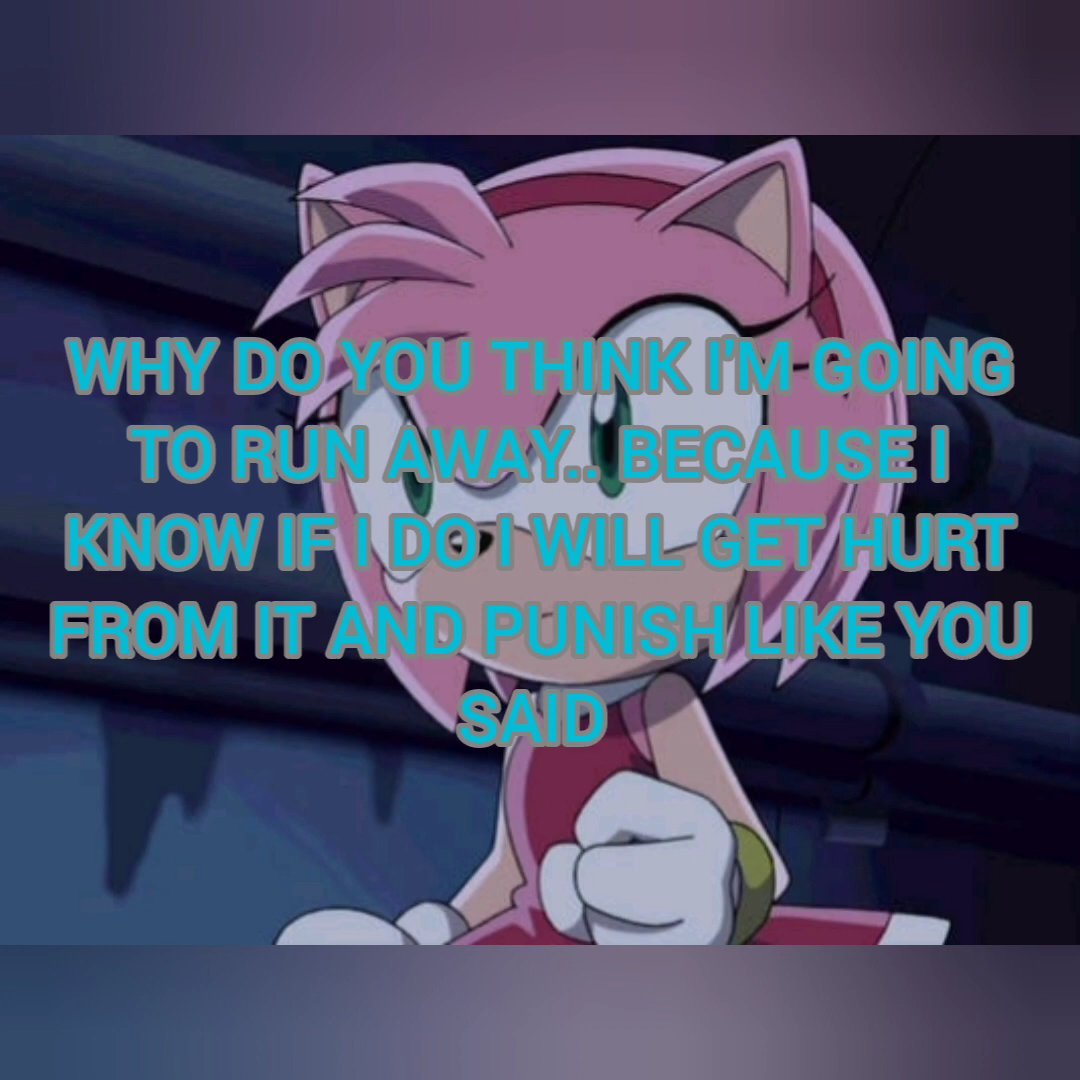 WHY DO YOU THINK I'M GOING
TO RUN AWAY.. BECAUSE I
KNOW IF I DO I WILL GET HURT
FROM IT AND PUNISH LIKE YOU
SAID